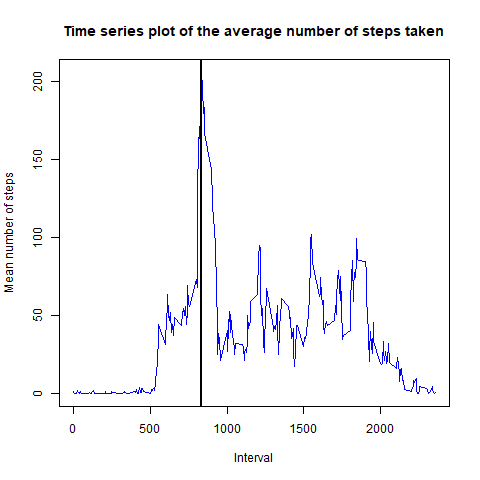 Time series plot of the average number of steps taken
Mean number of steps
200
150
100
50
0
0 500 1000 1500 2000
Interval